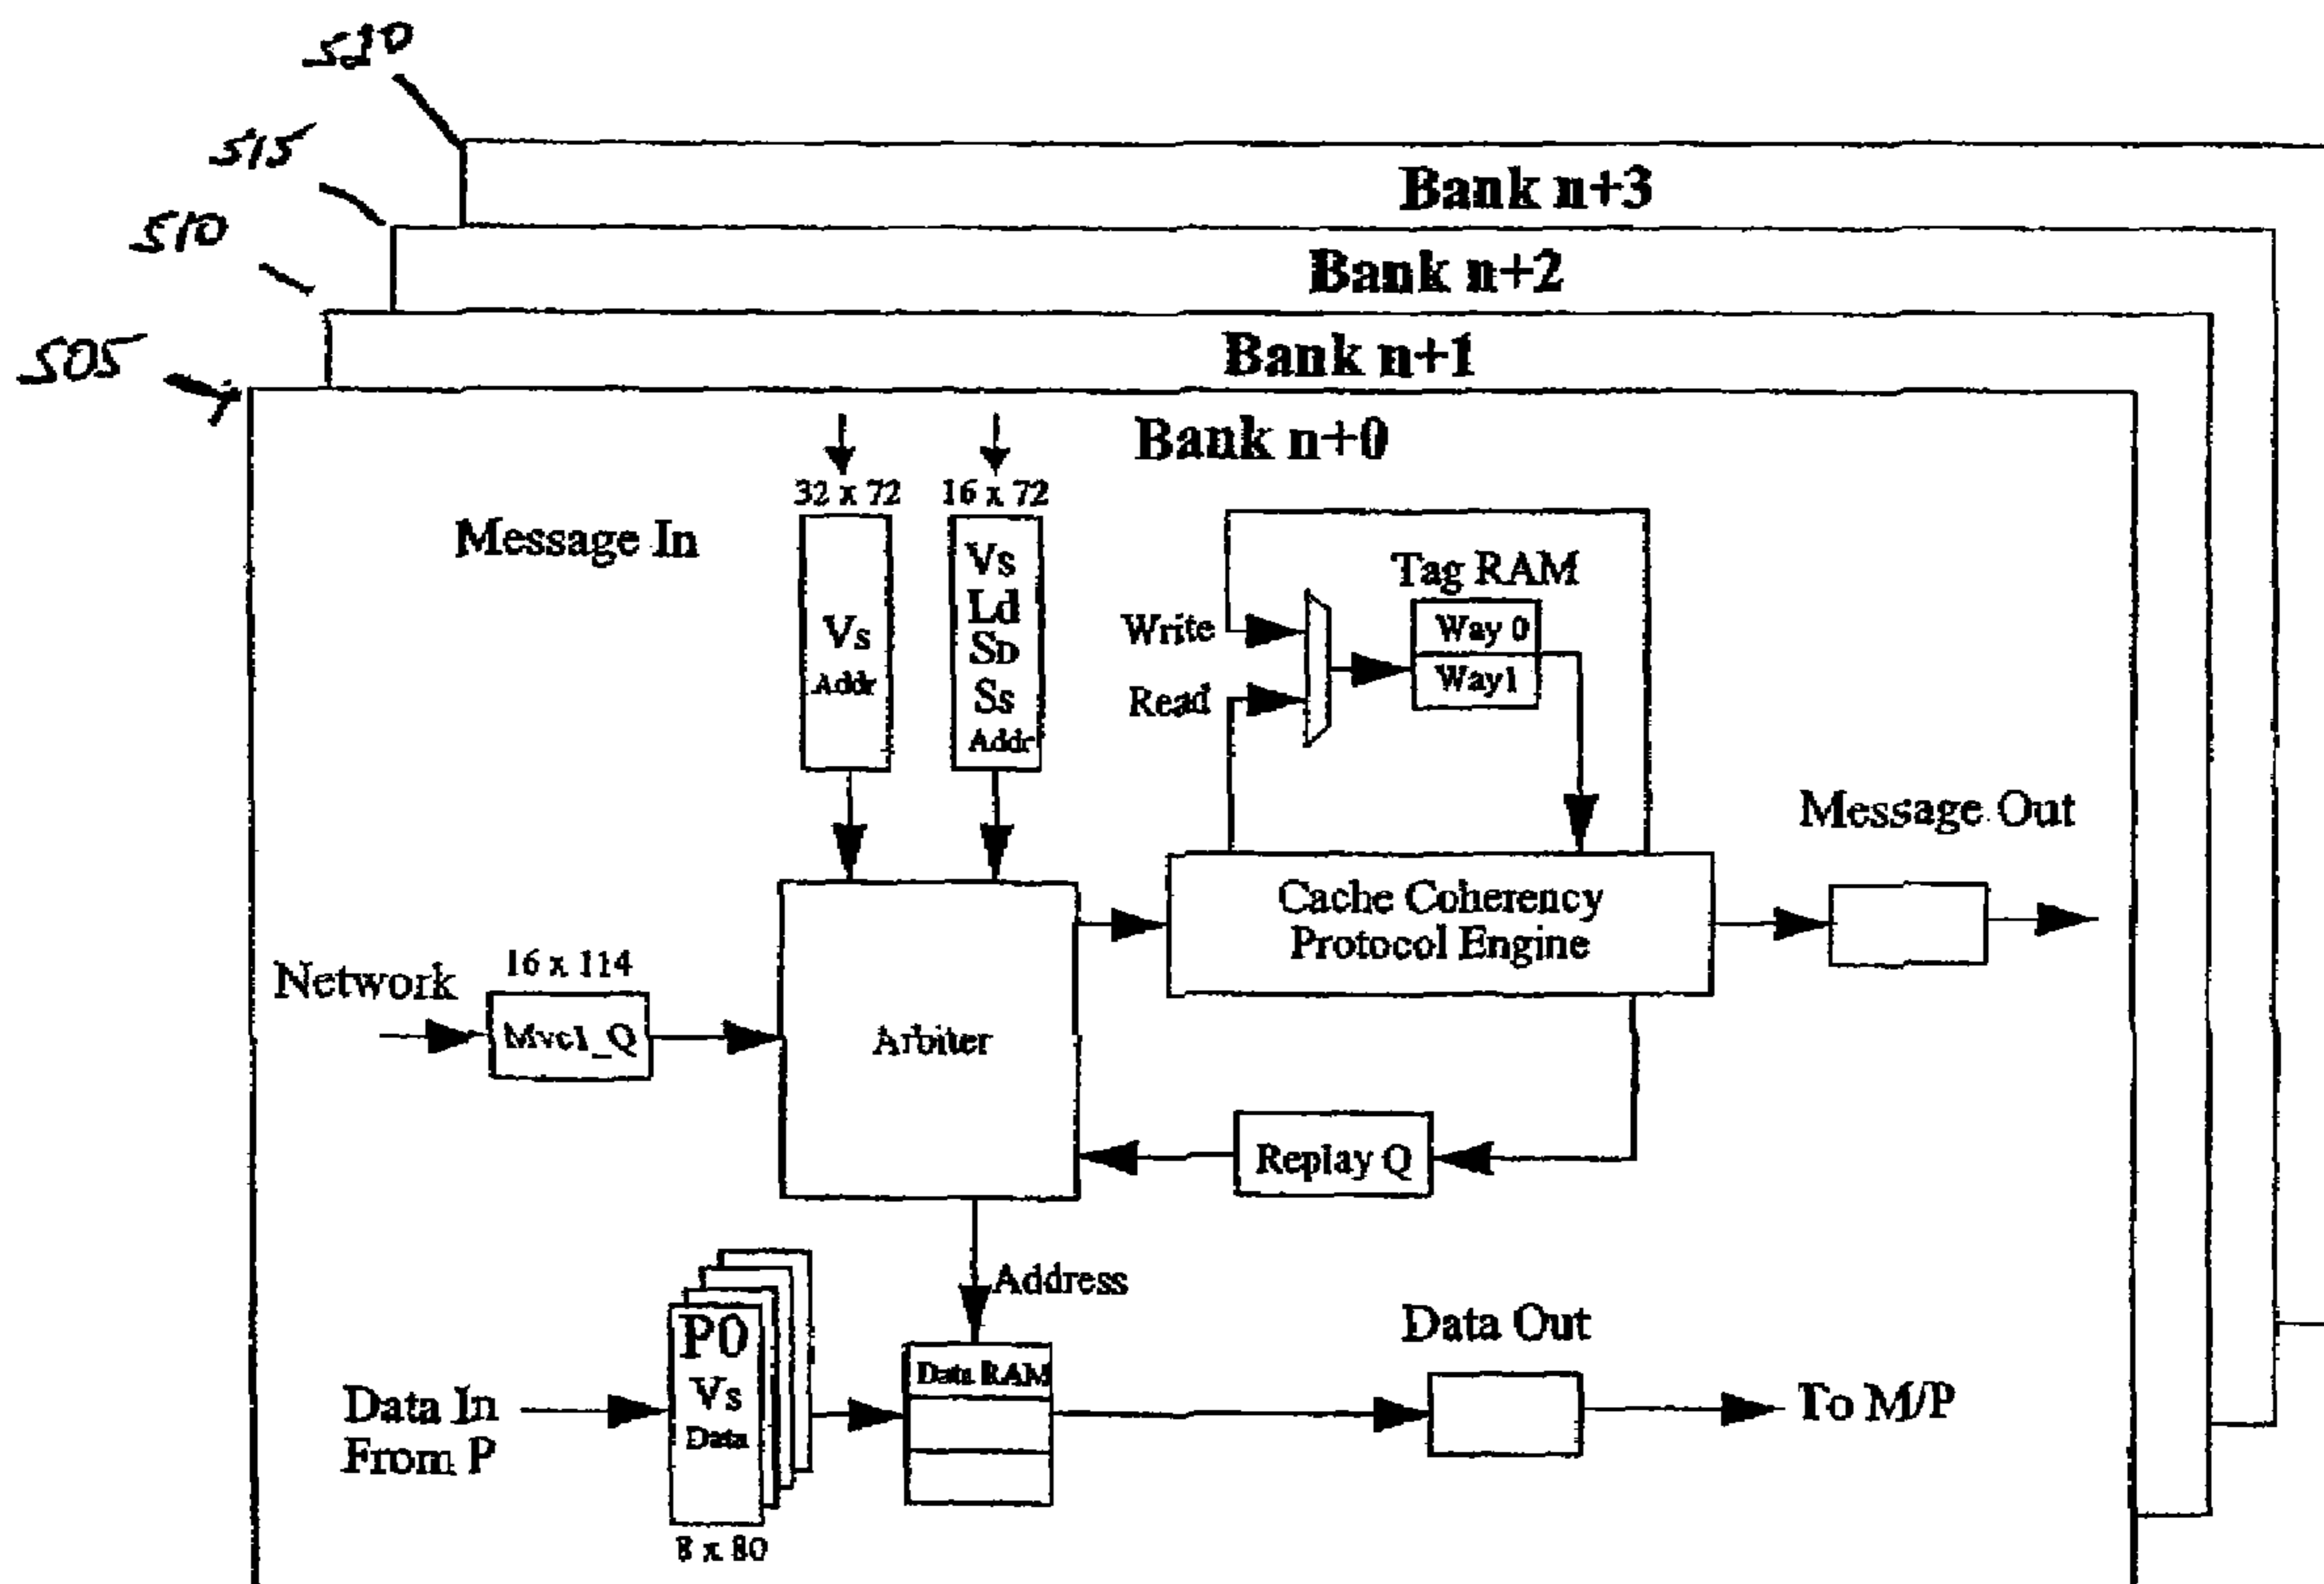 520
515
510
505
Bank n+3
Bank n+2
Bank n+1
Bank n+0
Message In
32 x 72
16 x 72
Vs
Addr
Vs
Ld
SD
Ss
Addr
Tag RAM
Write
Way 0
Way1
Read
Message Out
Cache Coherency
Protocol Engine
Network
16 x 114
Mvc1_Q
Arbiter
Replay Q
Address
Data In
From P
P0
Vs
Data
8 x 80
Data RAM
Data Out
To M/P